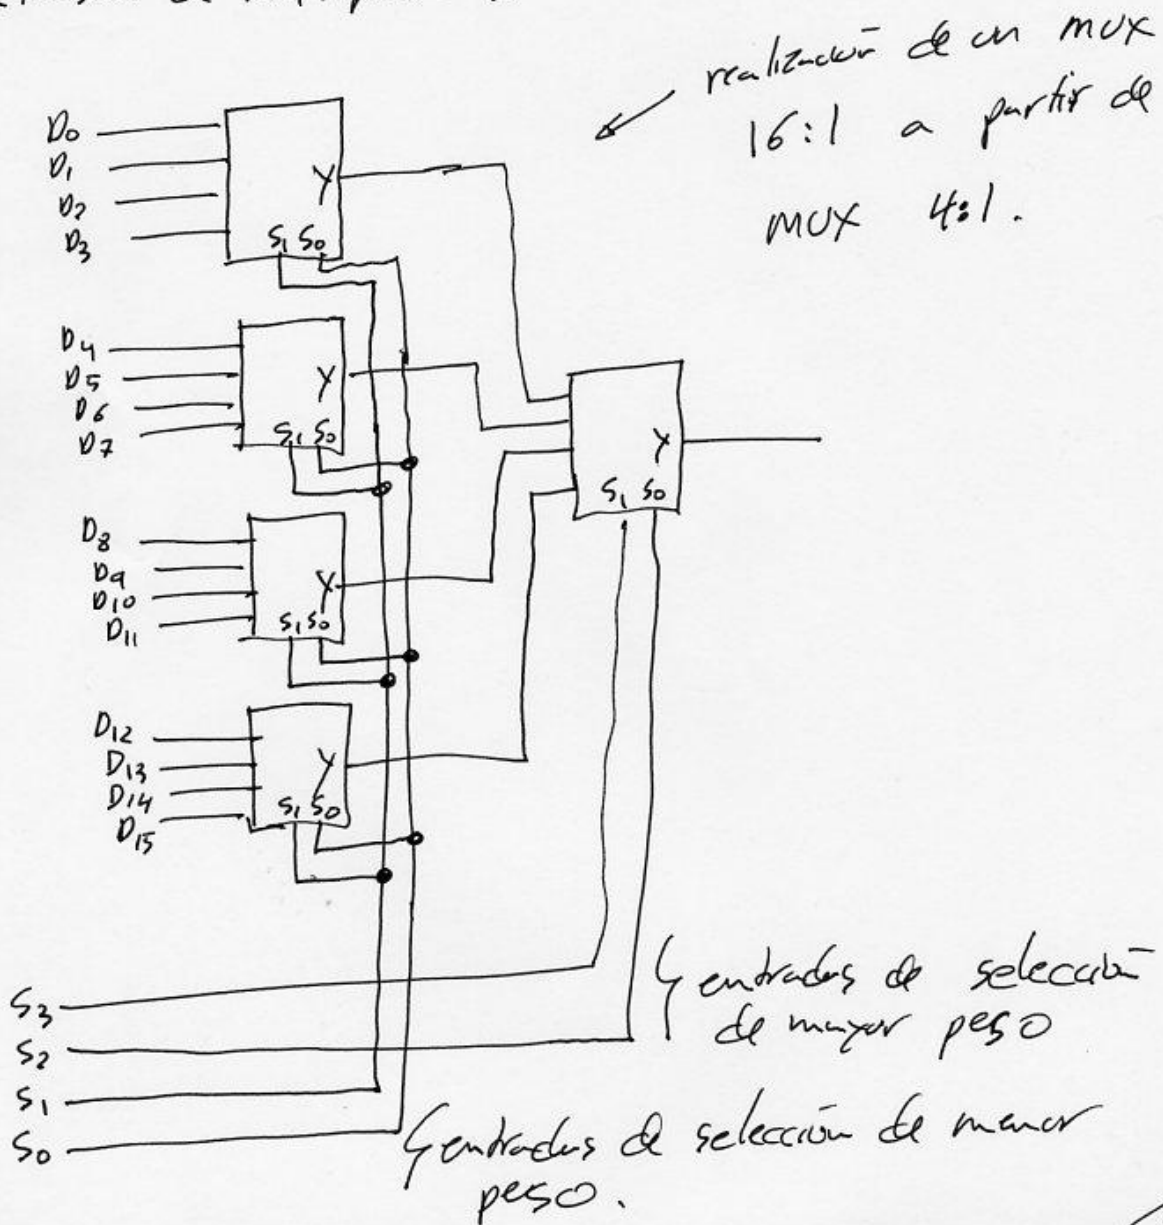 realización de un mux
16:1 a partir de
mux 4:1.
D0
D1
D2
D3
Y
S1 S0
D4
D5
D6
D7
Y
S1 S0
Y
S1 S0
D8
D9
D10
D11
Y
S1 S0
D12
D13
D14
D15
Y
S1 S0
entradas de selección
de mayor peso
S3
S2
S1
S0
entradas de selección de menor
peso.